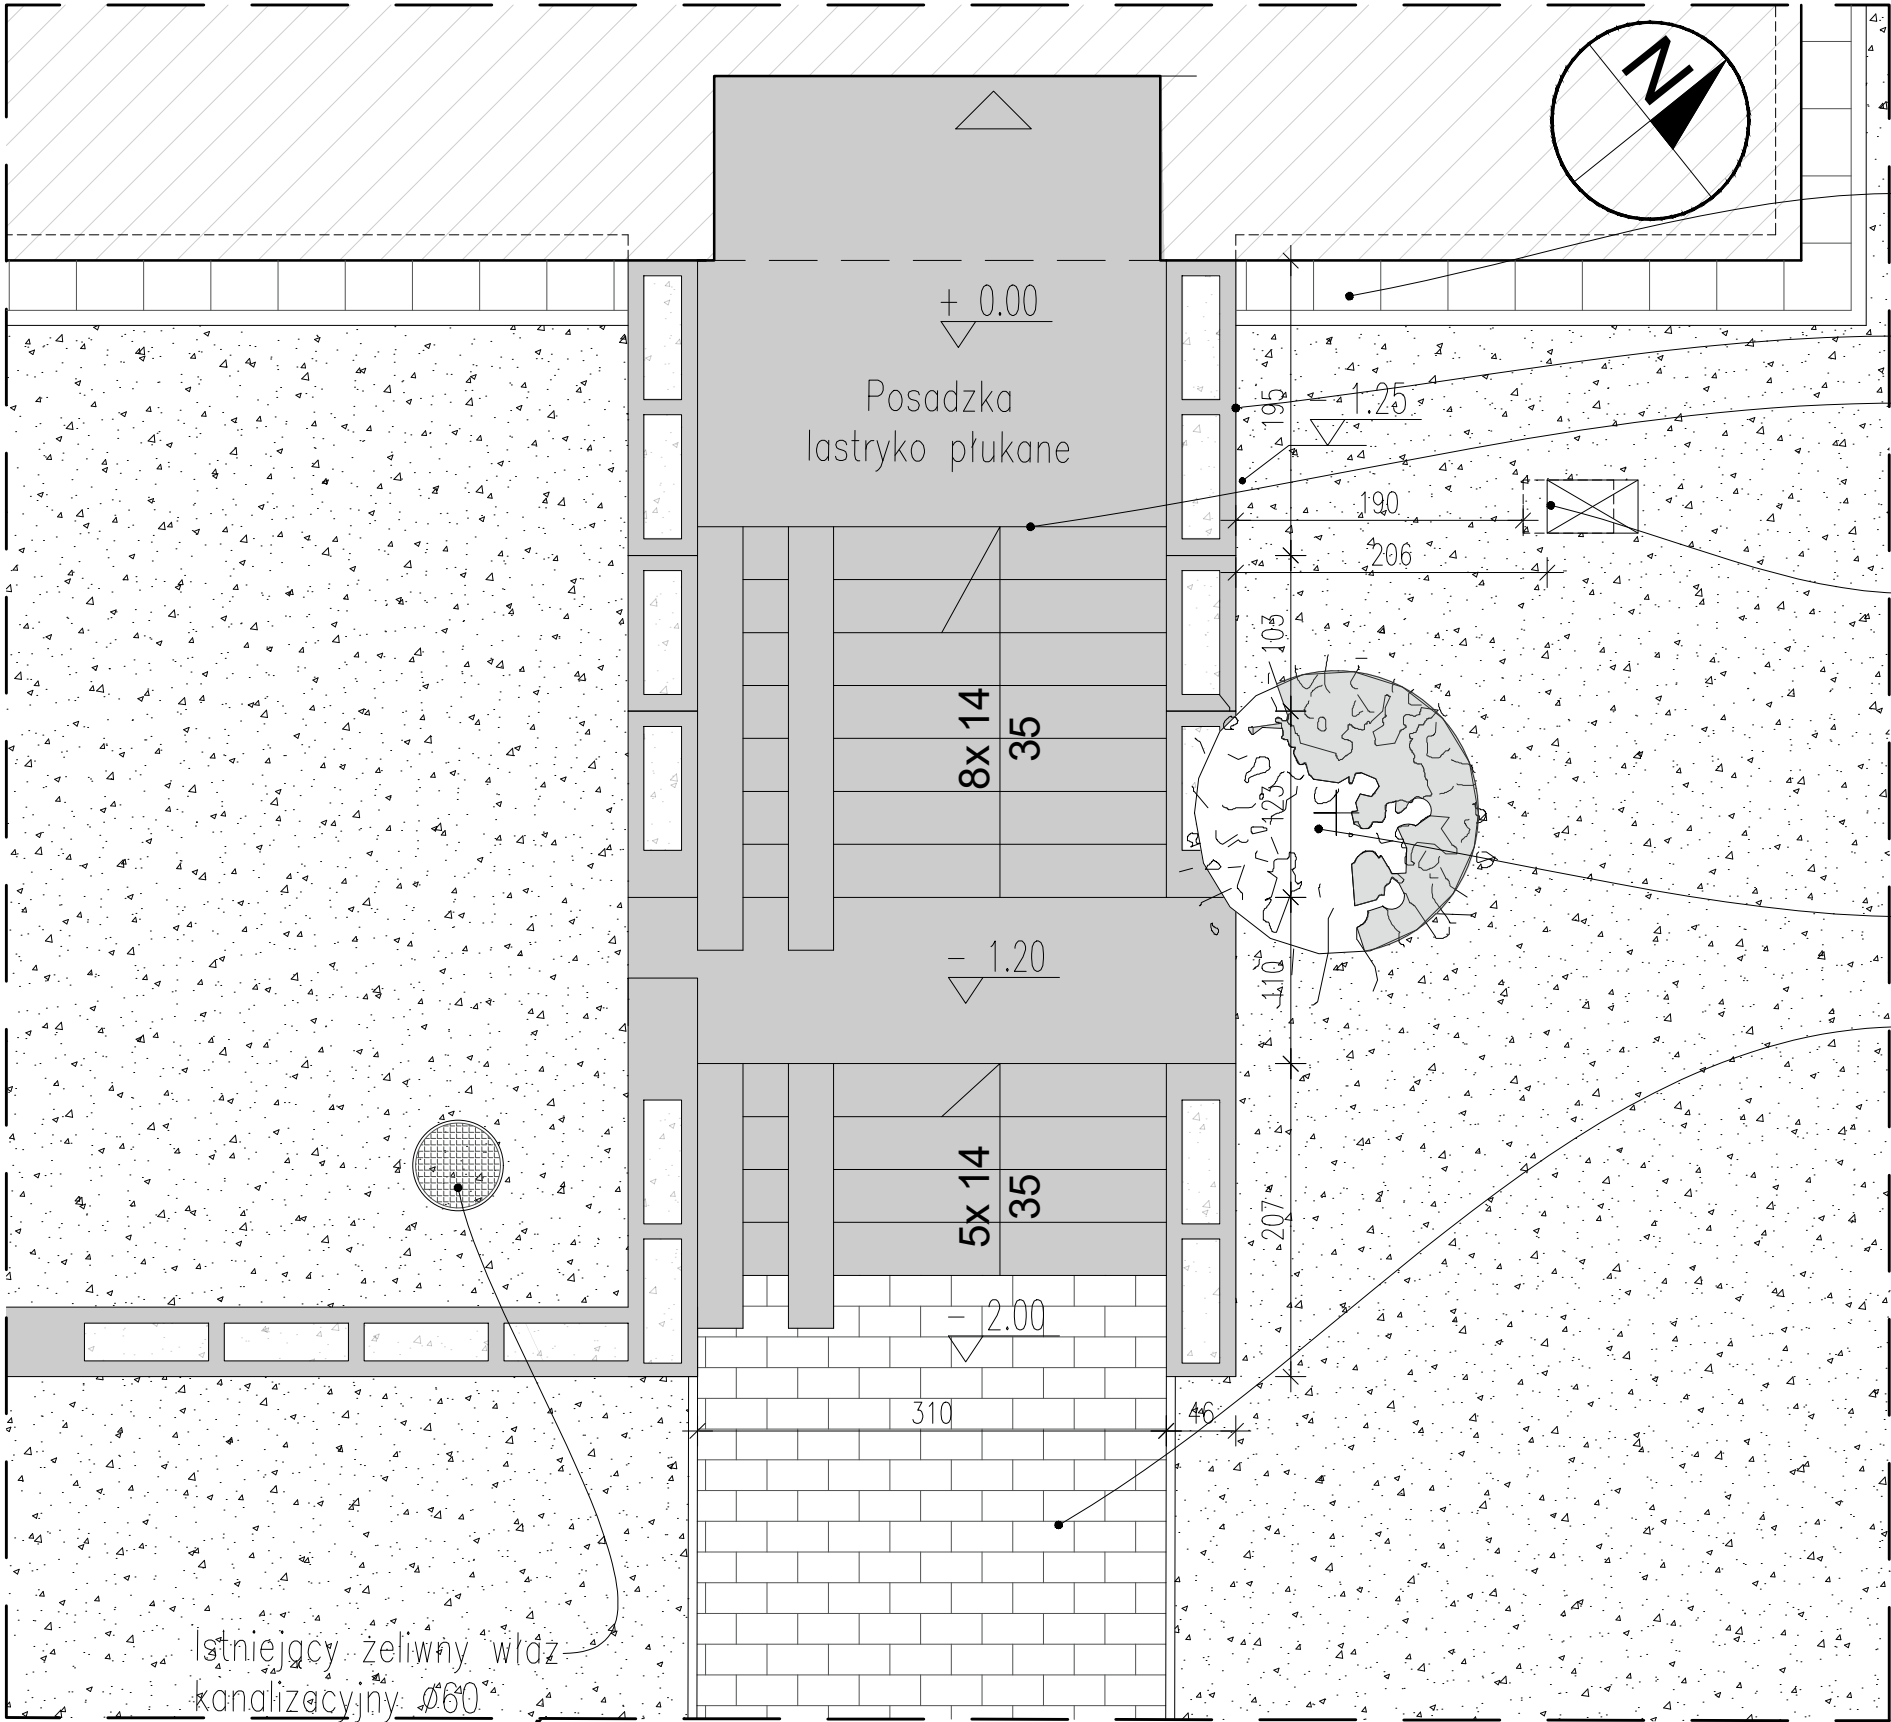 N
+ 0.00
Posadzka
lastryko płukane
195
- 1.25
190
206
103
8x 14
35
123
- 1.20
110
5x 14
35
207
- 2.00
310
46
Istniejący żeliwny właz
kanalizacyjny ø60